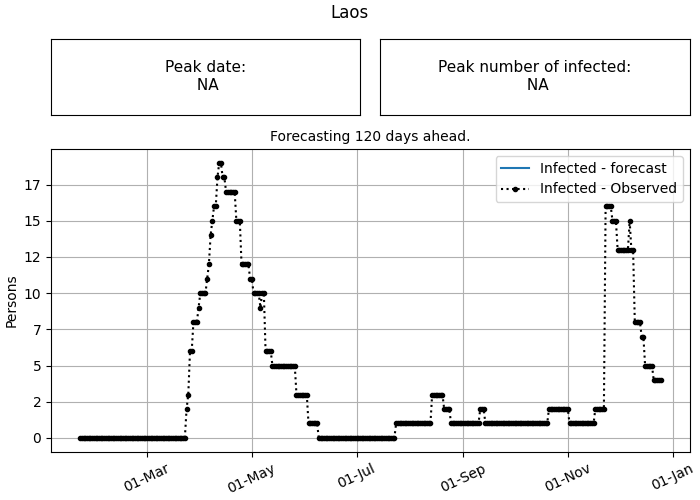 Laos
Peak date:
NA
Peak number of infected:
NA
Forecasting 120 days ahead.
Infected - forecast
Infected - Observed
Persons
17
15
12
10
7
5
2
0
01-Mar
01-May
01-Jul
01-Sep
01-Nov
01-Jan